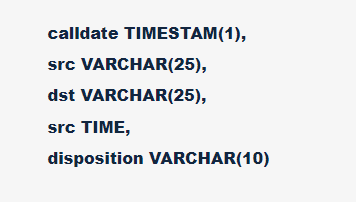 calldate TIMESTAM(1),
src VARCHAR(25),
dst VARCHAR(25),
src TIME,
disposition VARCHAR(10)